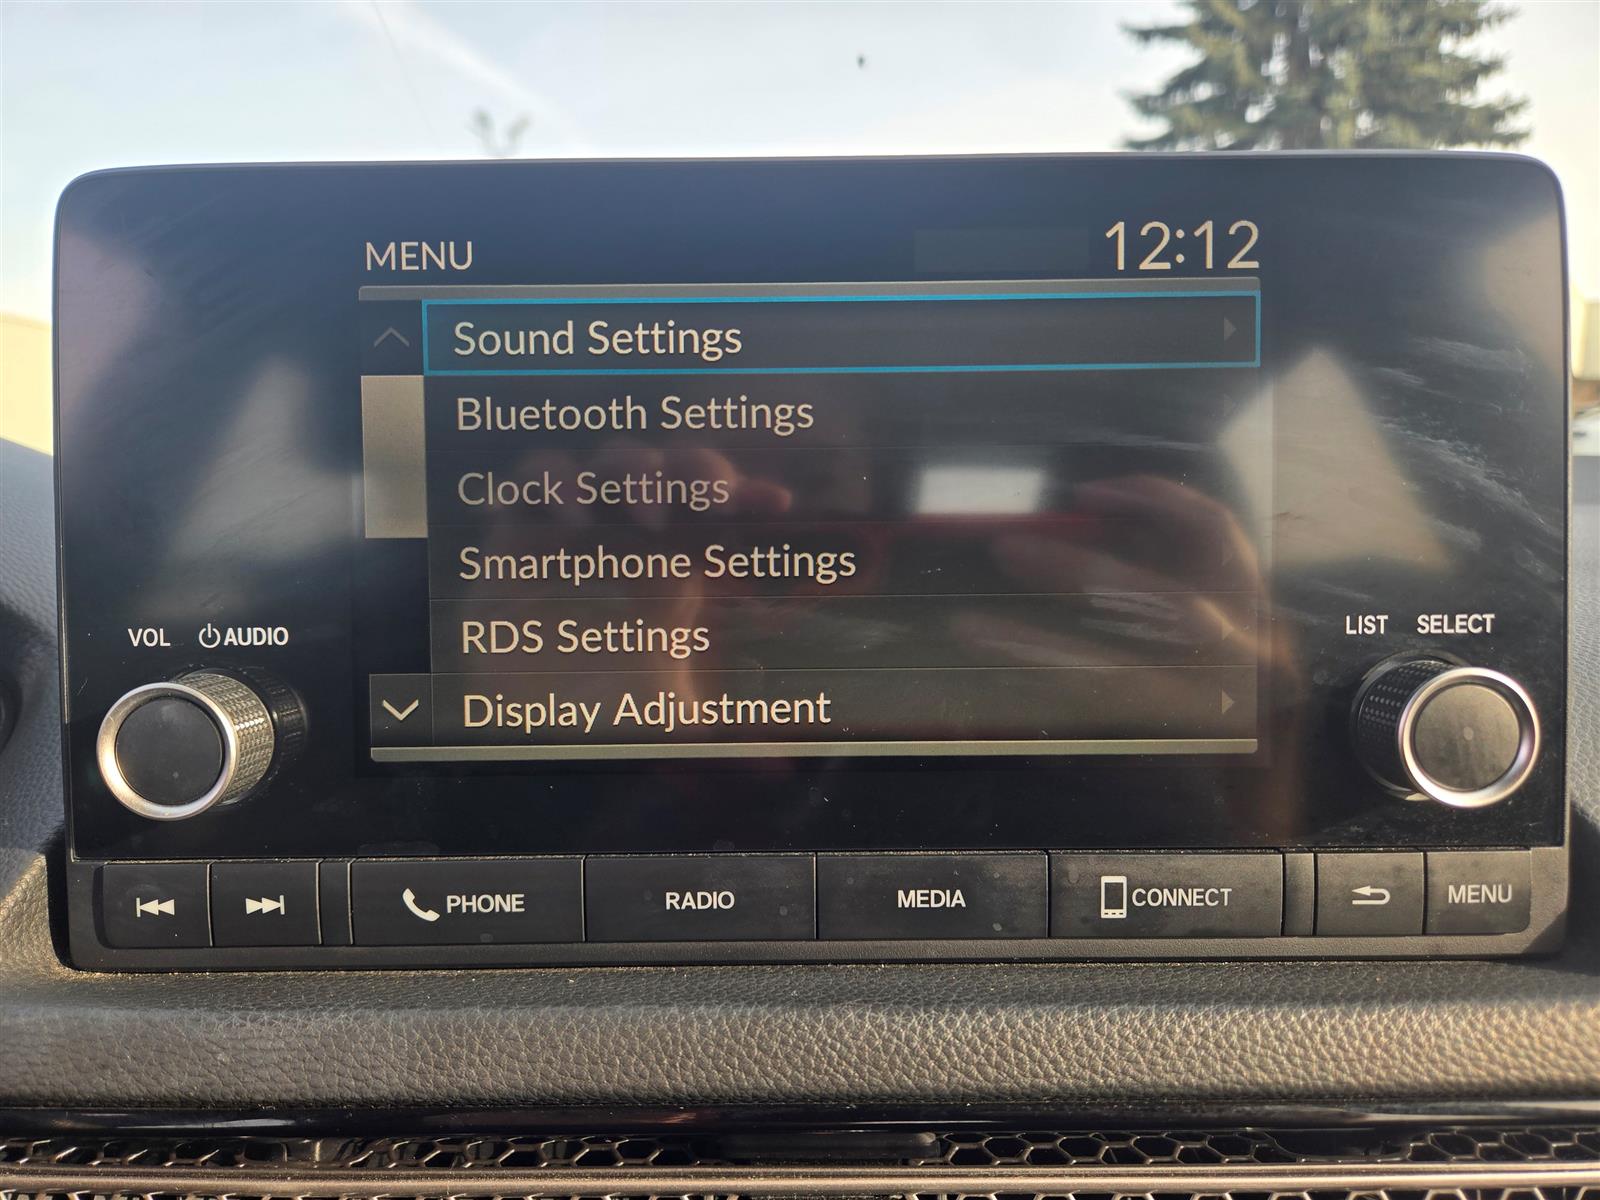 MENU 12:12
Sound Settings
Bluetooth Settings
Clock Settings
Smartphone Settings
RDS Settings
Display Adjustment
VOL AUDIO
LIST SELECT
PHONE RADIO MEDIA CONNECT MENU